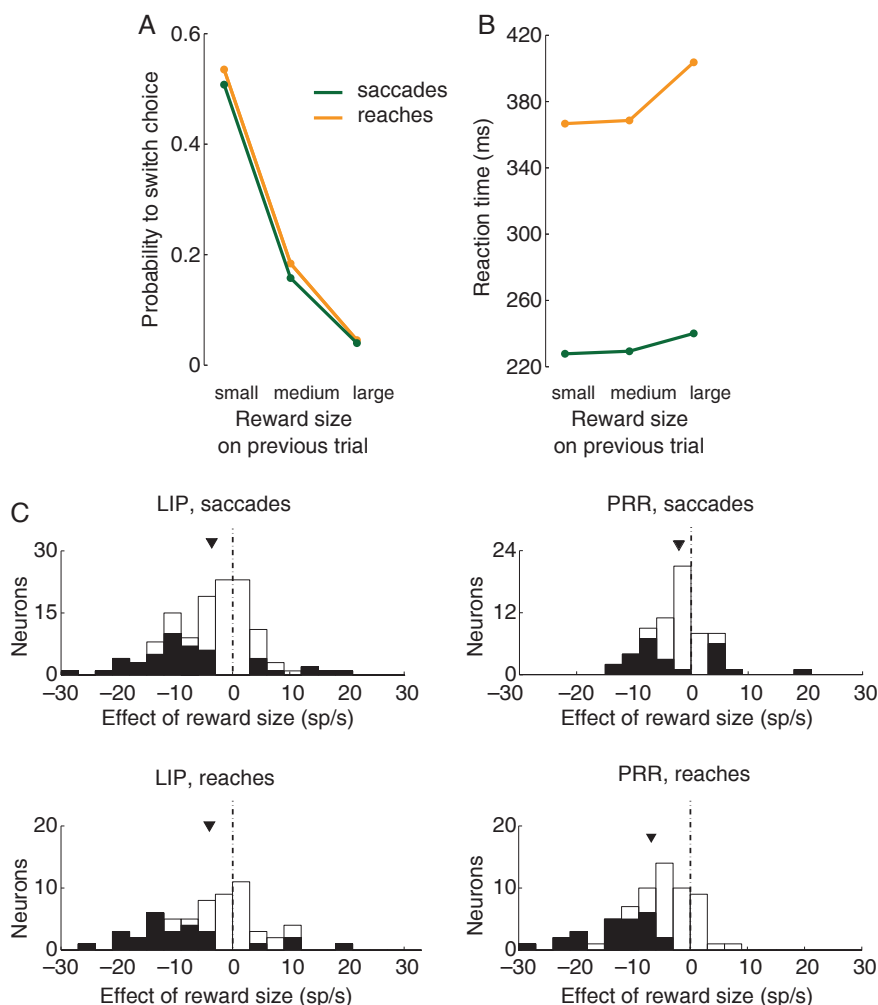 A
B
0.6
0.4
0.2
0
Probability to switch choice
small medium large
Reward size
on previous trial
saccades
reaches
420
380
340
300
260
220
Reaction time (ms)
small medium large
Reward size
on previous trial
C
LIP, saccades
30
15
0
Neurons
−30 −20 −10 0 10 20 30
Effect of reward size (sp/s)
PRR, saccades
24
12
0
Neurons
−30 −20 −10 0 10 20 30
Effect of reward size (sp/s)
LIP, reaches
20
10
0
Neurons
−30 −20 −10 0 10 20 30
Effect of reward size (sp/s)
PRR, reaches
20
10
0
Neurons
−30 −20 −10 0 10 20 30
Effect of reward size (sp/s)